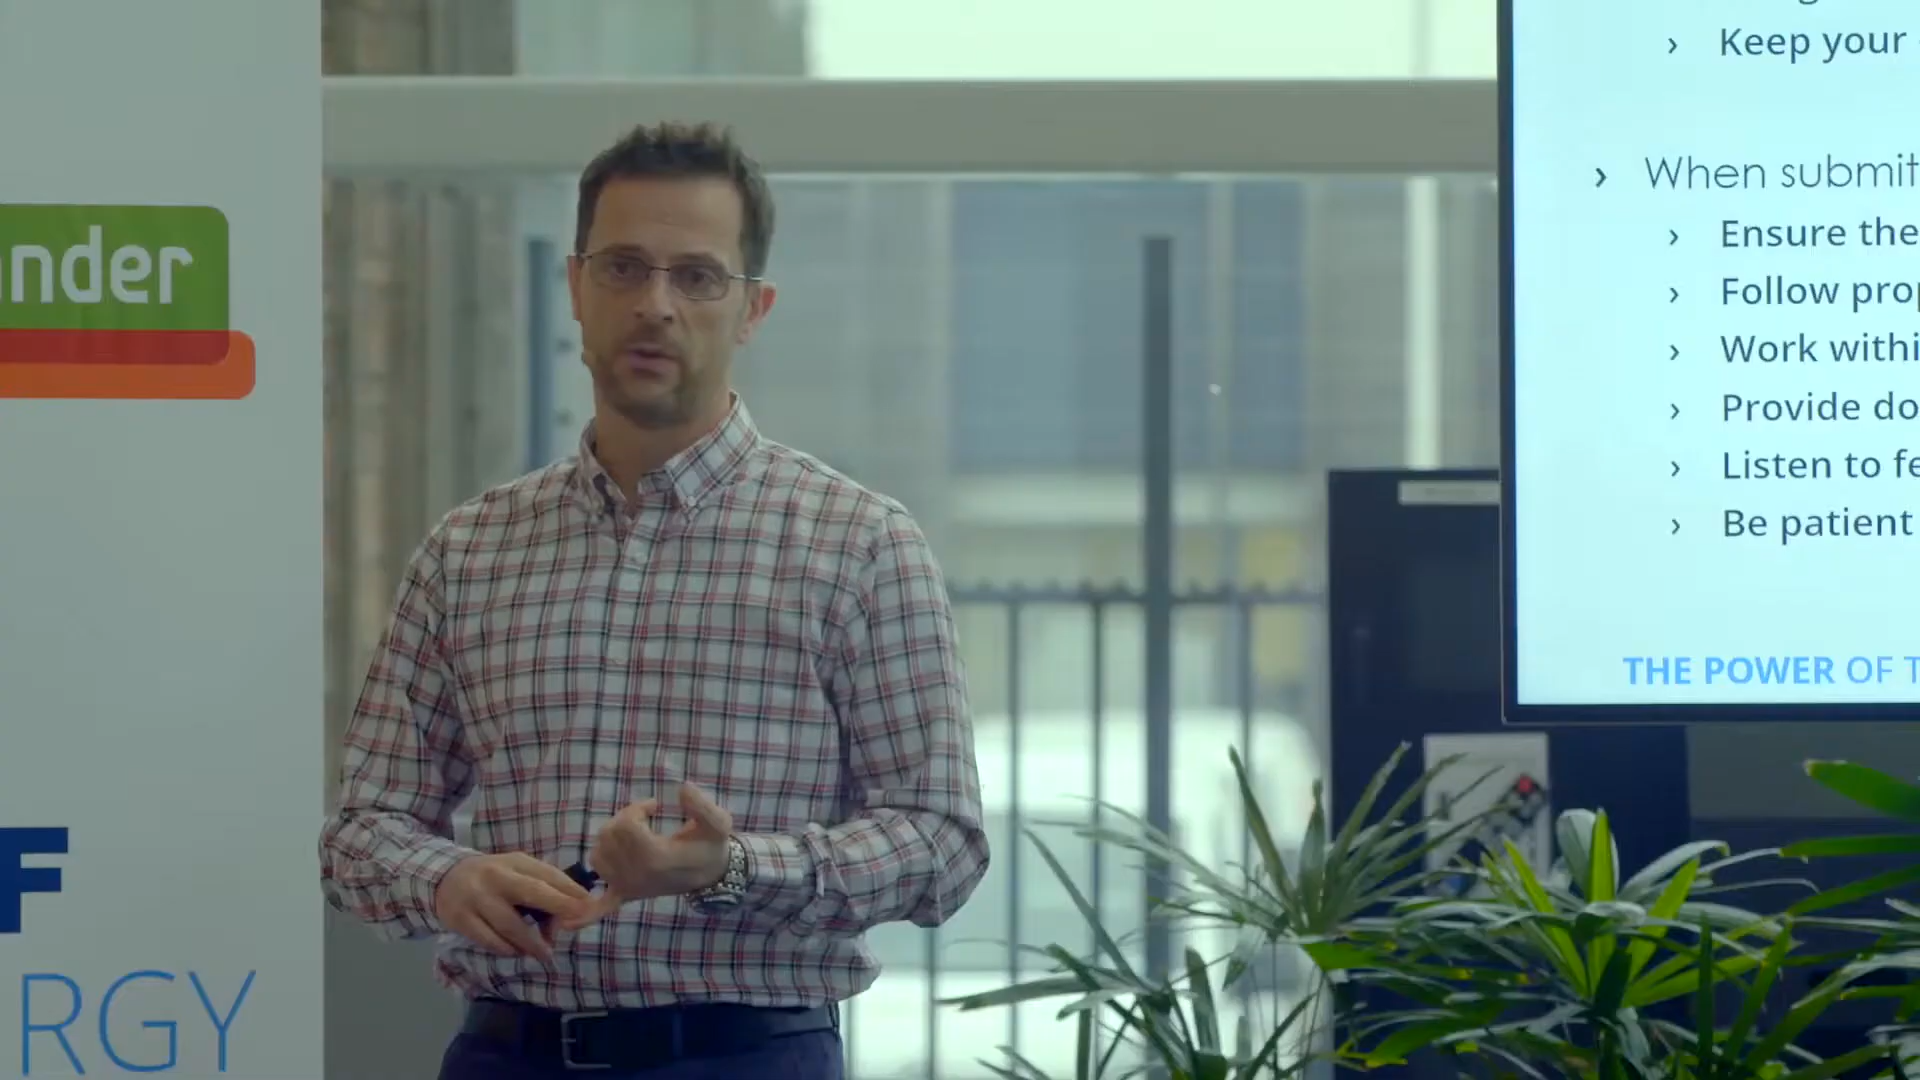 nder
F
RGY
Keep your
When submit
Ensure the
Follow prop
Work withi
Provide do
Listen to fe
Be patient
THE POWER OF T